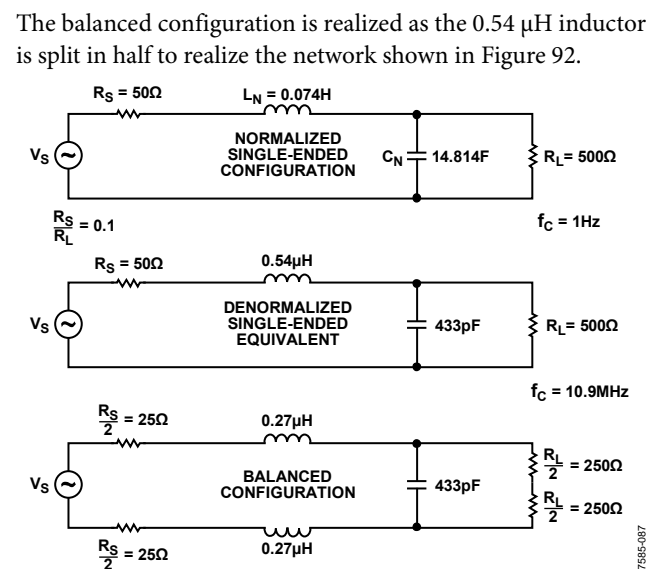 The balanced configuration is realized as the 0.54 µH inductor
is split in half to realize the network shown in Figure 92.
RS = 50Ω
LN = 0.074H
VS
NORMALIZED
SINGLE-ENDED
CONFIGURATION
CN
14.814F
RL= 500Ω
RS
RL
= 0.1
fC = 1Hz
RS = 50Ω
0.54µH
VS
DENORMALIZED
SINGLE-ENDED
EQUIVALENT
433pF
RL= 500Ω
fC = 10.9MHz
RS
2
= 25Ω
0.27µH
VS
BALANCED
CONFIGURATION
433pF
RL
2
= 250Ω
RL
2
= 250Ω
RS
2
= 25Ω
0.27µH
7585-087